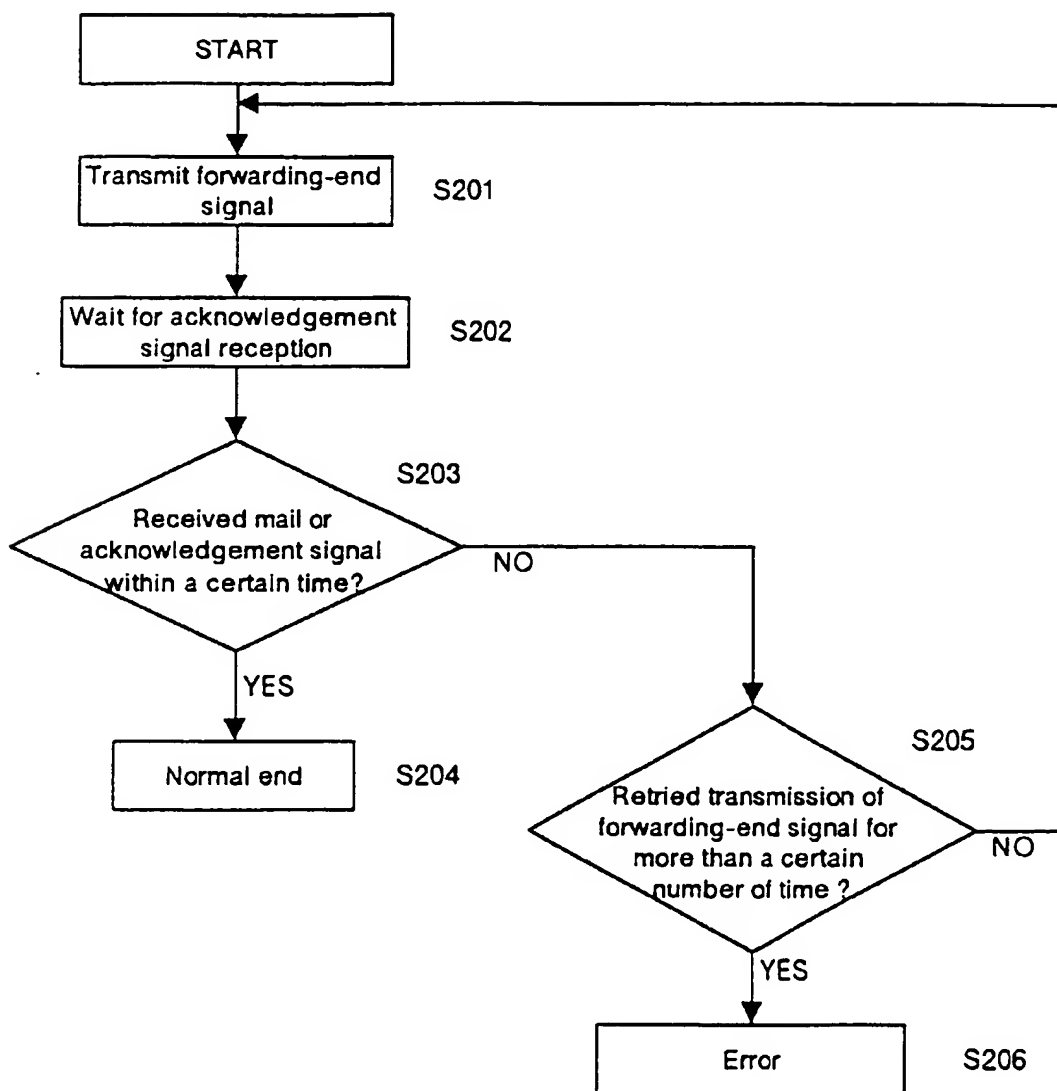 START
Transmit forwarding-end
signal
S201
Wait for acknowledgement
signal reception
S202
S203
Received mail or
acknowledgement signal
within a certain time?
NO
YES
Normal end
S204
S205
Retried transmission of
forwarding-end signal for
more than a certain
number of time ?
NO
YES
Error
S206